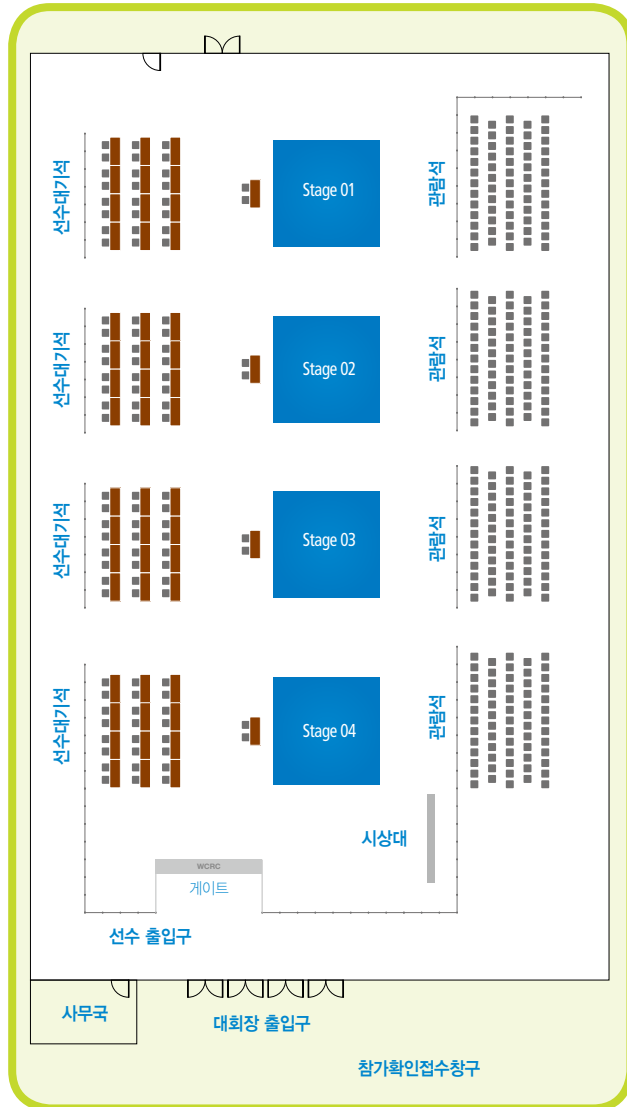 선수대기석
Stage 01
관람석
선수대기석
Stage 02
관람석
선수대기석
Stage 03
관람석
선수대기석
Stage 04
관람석
시상대
WCRC
게이트
선수 출입구
사무국
대회장 출입구
참가확인접수창구